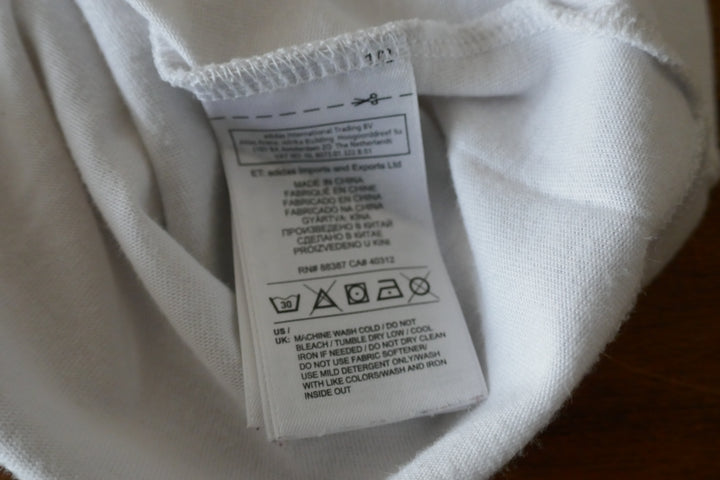 adidas International Trading BV
The Netherlands
ET: adidas Imports and Exports Ltd
MADE IN CHINA
FABRIQUÉ EN CHINE
FABRICADO EN CHINA
FABRICADO NA CHINA
GYÁRTVA: KÍNA
ПРОИЗВЕДЕНО В КИТАЙ
СДЕЛАНО В КИТАЕ
PROIZVEDENO U KINI
RN# 88387 CA# 40312
30
US /
UK: MACHINE WASH COLD / DO NOT
BLEACH / TUMBLE DRY LOW / COOL
IRON IF NEEDED / DO NOT DRY CLEAN
DO NOT USE FABRIC SOFTENER/
USE MILD DETERGENT ONLY/WASH
WITH LIKE COLORS/WASH AND IRON
INSIDE OUT